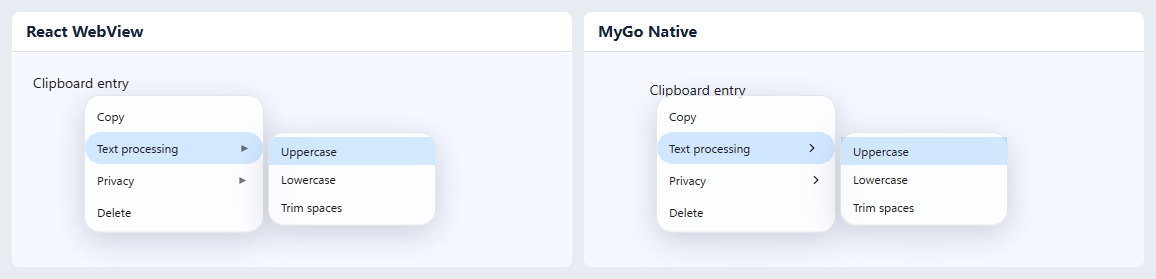 React WebView
Clipboard entry
Copy
Text processing ▶
Privacy ▶
Delete
Uppercase
Lowercase
Trim spaces
MyGo Native
Clipboard entry
Copy
Text processing >
Privacy >
Delete
Uppercase
Lowercase
Trim spaces